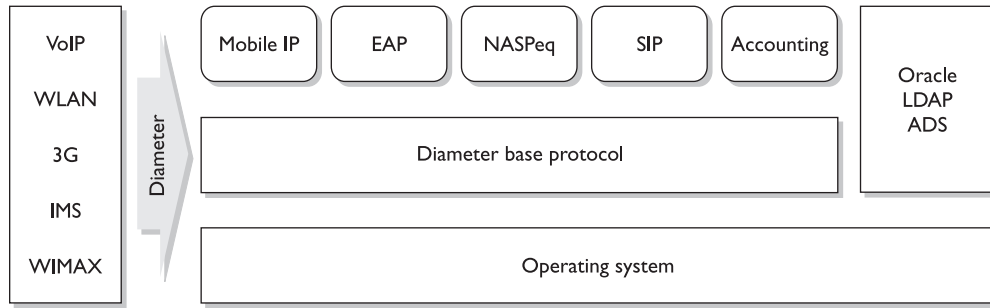 VoIP
WLAN
3G
IMS
WIMAX
Diameter
Mobile IP
EAP
NASPeq
SIP
Accounting
Diameter base protocol
Oracle
LDAP
ADS
Operating system